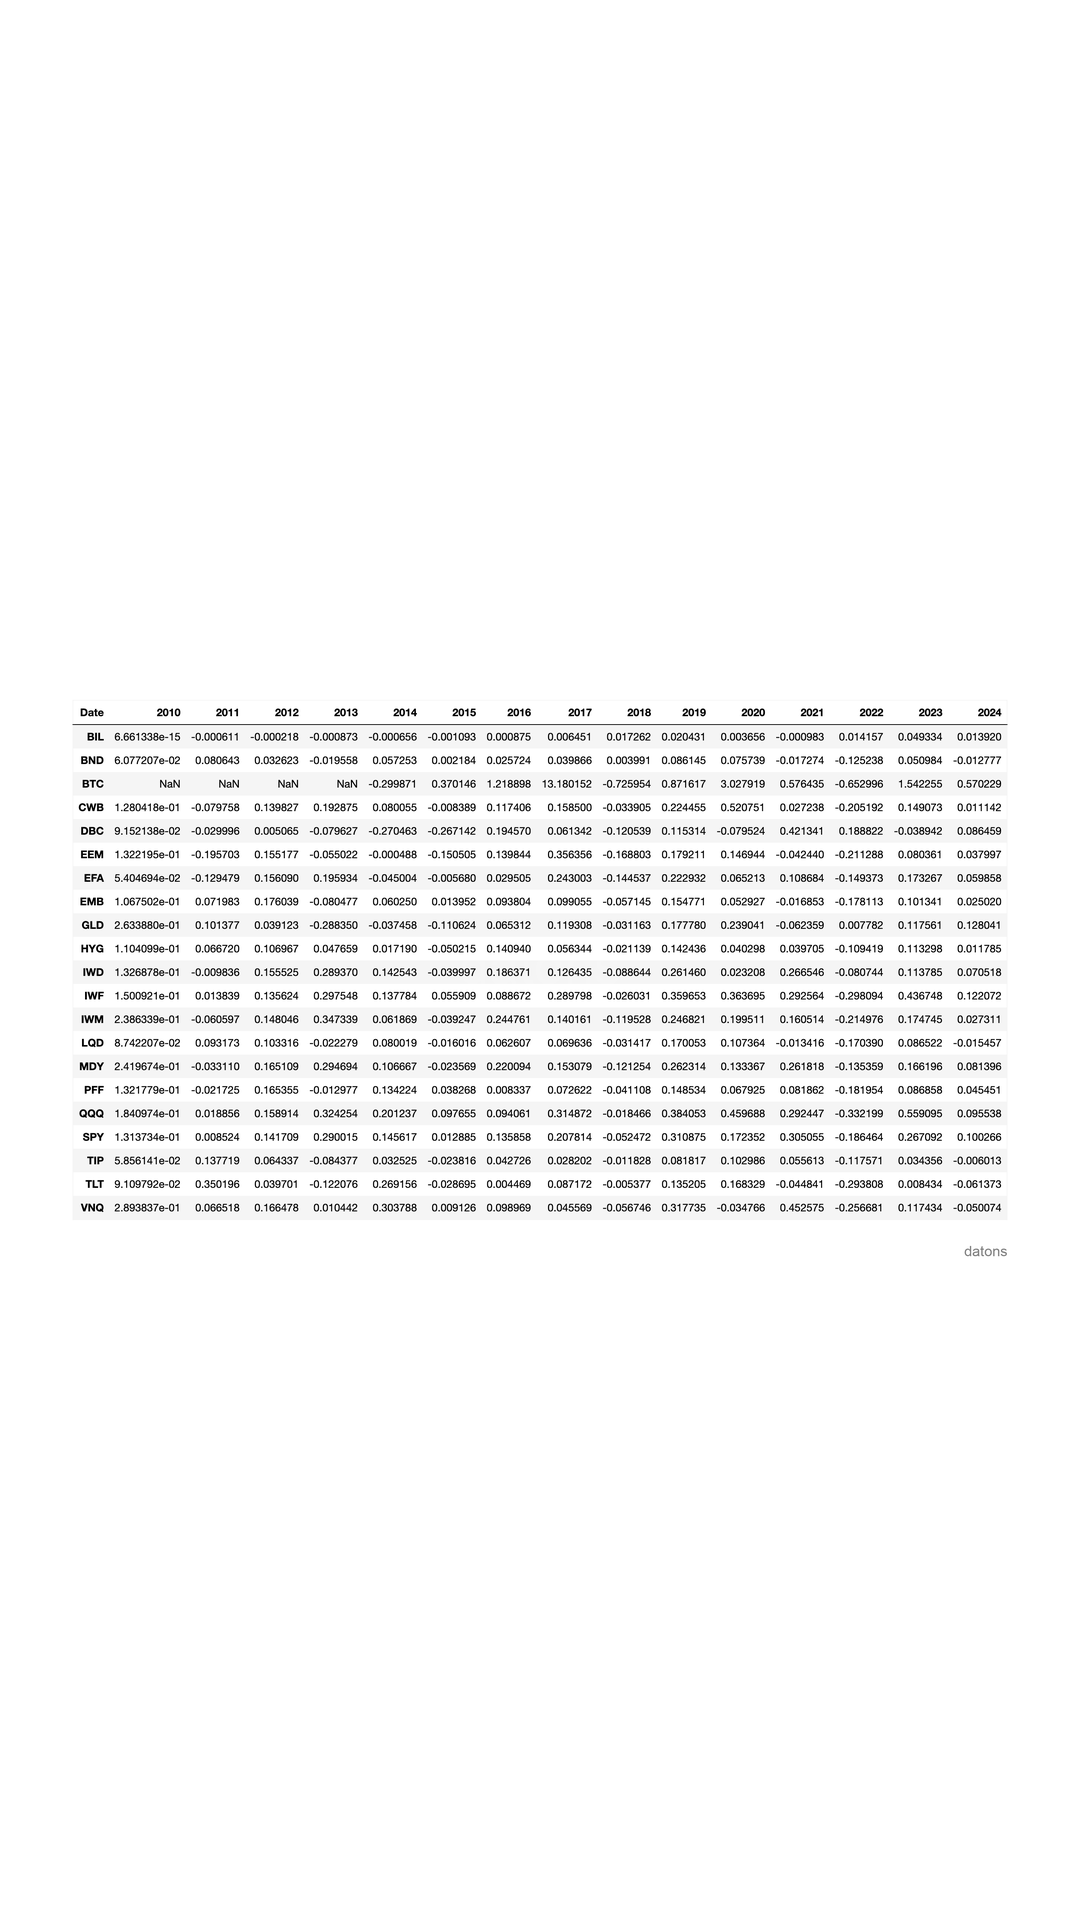 Date 2010 2011 2012 2013 2014 2015 2016 2017 2018 2019 2020 2021 2022 2023 2024
BIL 6.661338e-15 -0.000611 -0.000218 -0.000873 -0.000656 -0.001093 0.000875 0.006451 0.017262 0.020431 0.003656 -0.000983 0.014157 0.049334 0.013920
BND 6.077207e-02 0.080643 0.032623 -0.019558 0.057253 0.002184 0.025724 0.039866 0.003991 0.086145 0.075739 -0.017274 -0.125238 0.050984 -0.012777
BTC NaN NaN NaN NaN -0.299871 0.370146 1.218898 13.180152 -0.725954 0.871617 3.027919 0.576435 -0.652996 1.542255 0.570229
CWB 1.280418e-01 -0.079758 0.139827 0.192875 0.080055 -0.008389 0.117406 0.158500 -0.033905 0.224455 0.520751 0.027238 -0.205192 0.149073 0.011142
DBC 9.152138e-02 -0.029996 0.005065 -0.079627 -0.270463 -0.267142 0.194570 0.061342 -0.120539 0.115314 -0.079524 0.421341 0.188822 -0.038942 0.086459
EEM 1.322195e-01 -0.195703 0.155177 -0.055022 -0.000488 -0.150505 0.139844 0.356356 -0.168803 0.179211 0.146944 -0.042440 -0.211288 0.080361 0.037997
EFA 5.404694e-02 -0.129479 0.156090 0.195934 -0.045004 -0.005680 0.029505 0.243003 -0.144537 0.222932 0.065213 0.108684 -0.149373 0.173267 0.059858
EMB 1.067502e-01 0.071983 0.176039 -0.080477 0.060250 0.013952 0.093804 0.099055 -0.057145 0.154771 0.052927 -0.016853 -0.178113 0.101341 0.025020
GLD 2.633880e-01 0.101377 0.039123 -0.288350 -0.037458 -0.110624 0.065312 0.119308 -0.031163 0.177780 0.239041 -0.062359 0.007782 0.117561 0.128041
HYG 1.104099e-01 0.066720 0.106967 0.047659 0.017190 -0.050215 0.140940 0.056344 -0.021139 0.142436 0.040298 0.039705 -0.109419 0.113298 0.011785
IWD 1.326878e-01 -0.009836 0.155525 0.289370 0.142543 -0.039997 0.186371 0.126435 -0.088644 0.261460 0.023208 0.266546 -0.080744 0.113785 0.070518
IWF 1.500921e-01 0.013839 0.135624 0.297548 0.137784 0.055909 0.088672 0.289798 -0.026031 0.359653 0.363695 0.292564 -0.298094 0.436748 0.122072
IWM 2.386339e-01 -0.060597 0.148046 0.347339 0.061869 -0.039247 0.244761 0.140161 -0.119528 0.246821 0.199511 0.160514 -0.214976 0.174745 0.027311
LQD 8.742207e-02 0.093173 0.103316 -0.022279 0.080019 -0.016016 0.062607 0.069636 -0.031417 0.170053 0.107364 -0.013416 -0.170390 0.086522 -0.015457
MDY 2.419674e-01 -0.033110 0.165109 0.294694 0.106667 -0.023569 0.220094 0.153079 -0.121254 0.262314 0.133367 0.261818 -0.135359 0.166196 0.081396
PFF 1.321779e-01 -0.021725 0.165355 -0.012977 0.134224 0.038268 0.008337 0.072622 -0.041108 0.148534 0.067925 0.081862 -0.181954 0.086858 0.045451
QQQ 1.840974e-01 0.018856 0.158914 0.324254 0.201237 0.097655 0.094061 0.314872 -0.018466 0.384053 0.459688 0.292447 -0.332199 0.559095 0.095538
SPY 1.313734e-01 0.008524 0.141709 0.290015 0.145617 0.012885 0.135858 0.207814 -0.052472 0.310875 0.172352 0.305055 -0.186464 0.267092 0.100266
TIP 5.856141e-02 0.137719 0.064337 -0.084377 0.032525 -0.023816 0.042726 0.028202 -0.011828 0.081817 0.102986 0.055613 -0.117571 0.034356 -0.006013
TLT 9.109792e-02 0.350196 0.039701 -0.122076 0.269156 -0.028695 0.004469 0.087172 -0.005377 0.135205 0.168329 -0.044841 -0.293808 0.008434 -0.061373
VNQ 2.893837e-01 0.066518 0.166478 0.010442 0.303788 0.009126 0.098969 0.045569 -0.056746 0.317735 -0.034766 0.452575 -0.256681 0.117434 -0.050074
datons